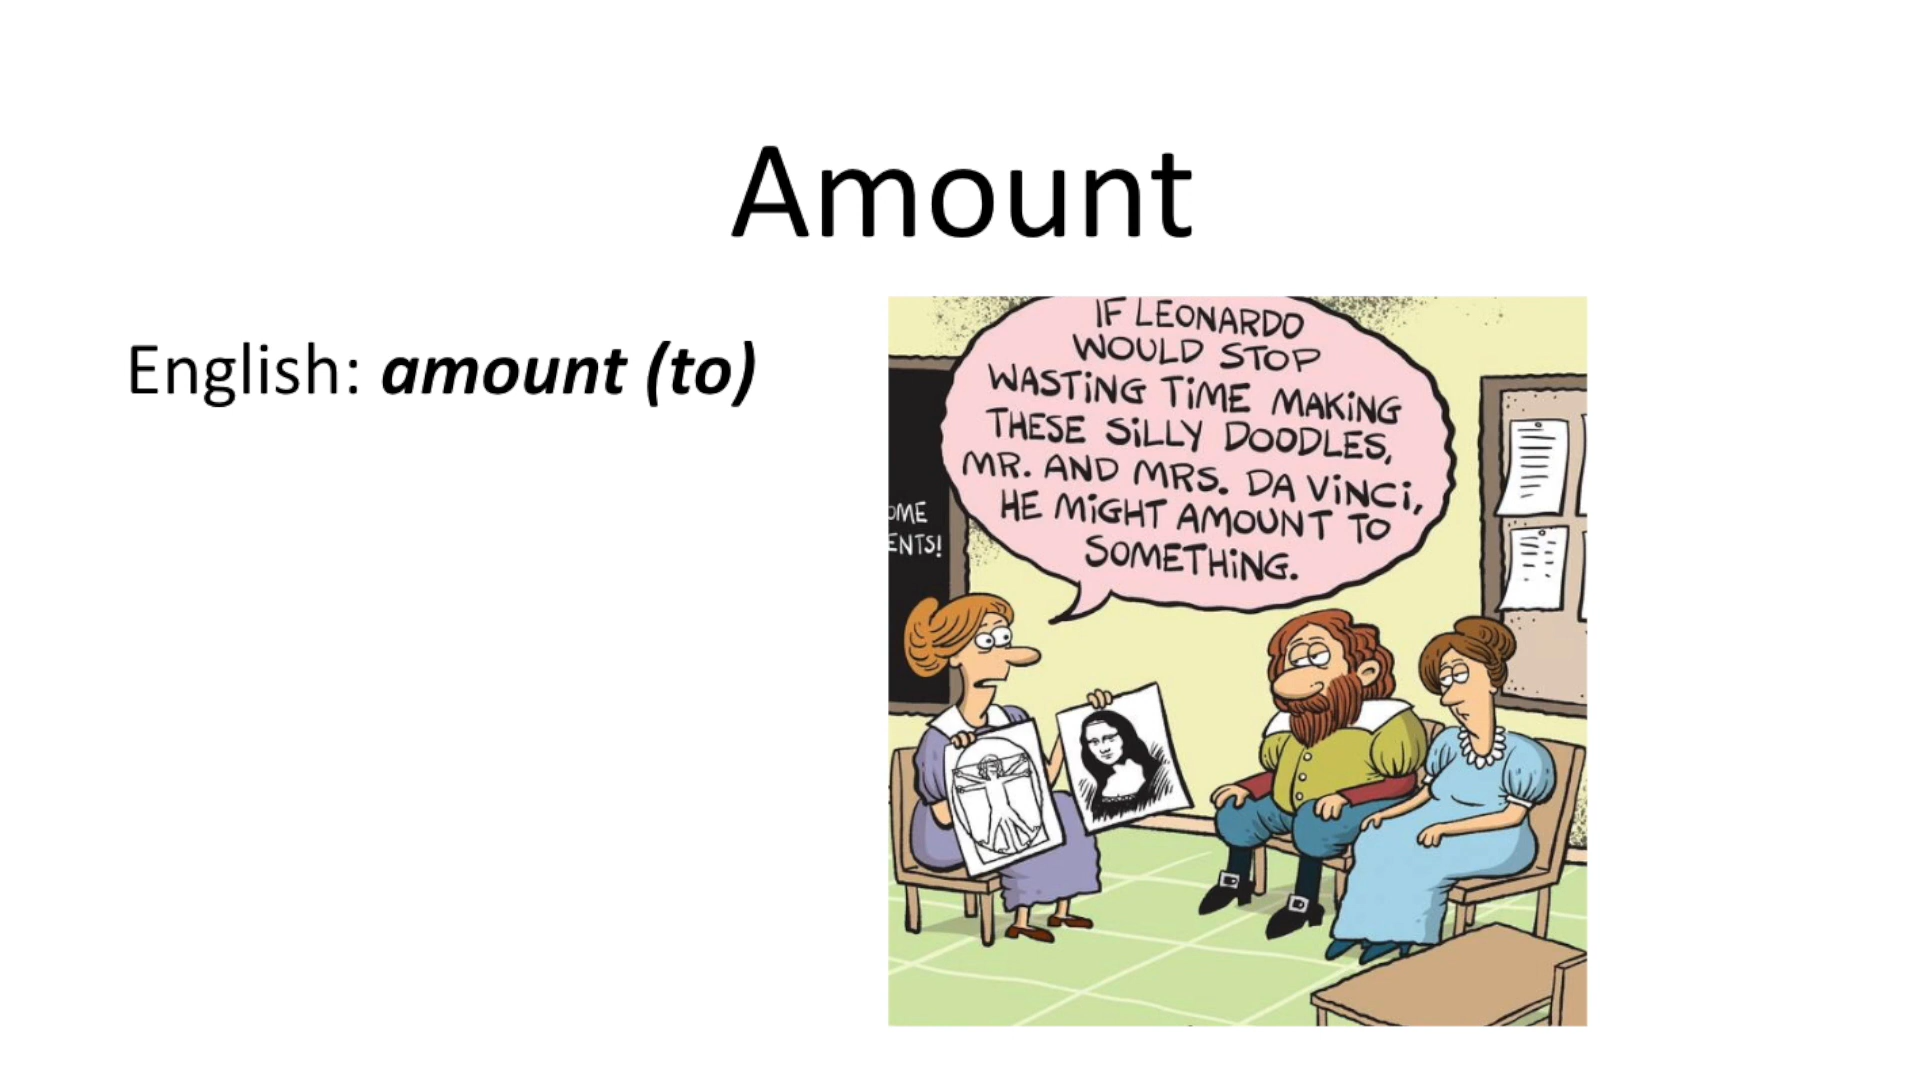 Amount
English: amount (to)
IF LEONARDO
WOULD STOP
WASTING TIME MAKING
THESE SILLY DOODLES,
MR. AND MRS. DA VINCI,
HE MIGHT AMOUNT TO
SOMETHING.
OME
ENTS!